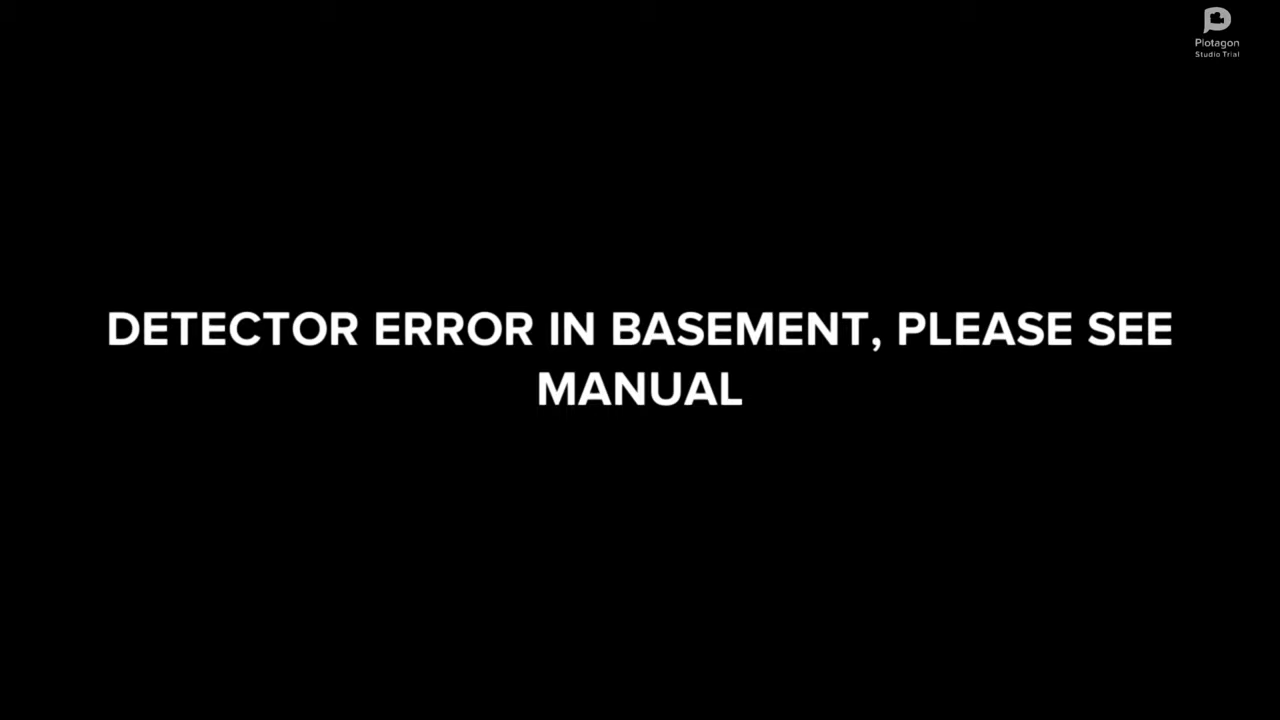 Plotagon
Studio Trial
DETECTOR ERROR IN BASEMENT, PLEASE SEE
MANUAL